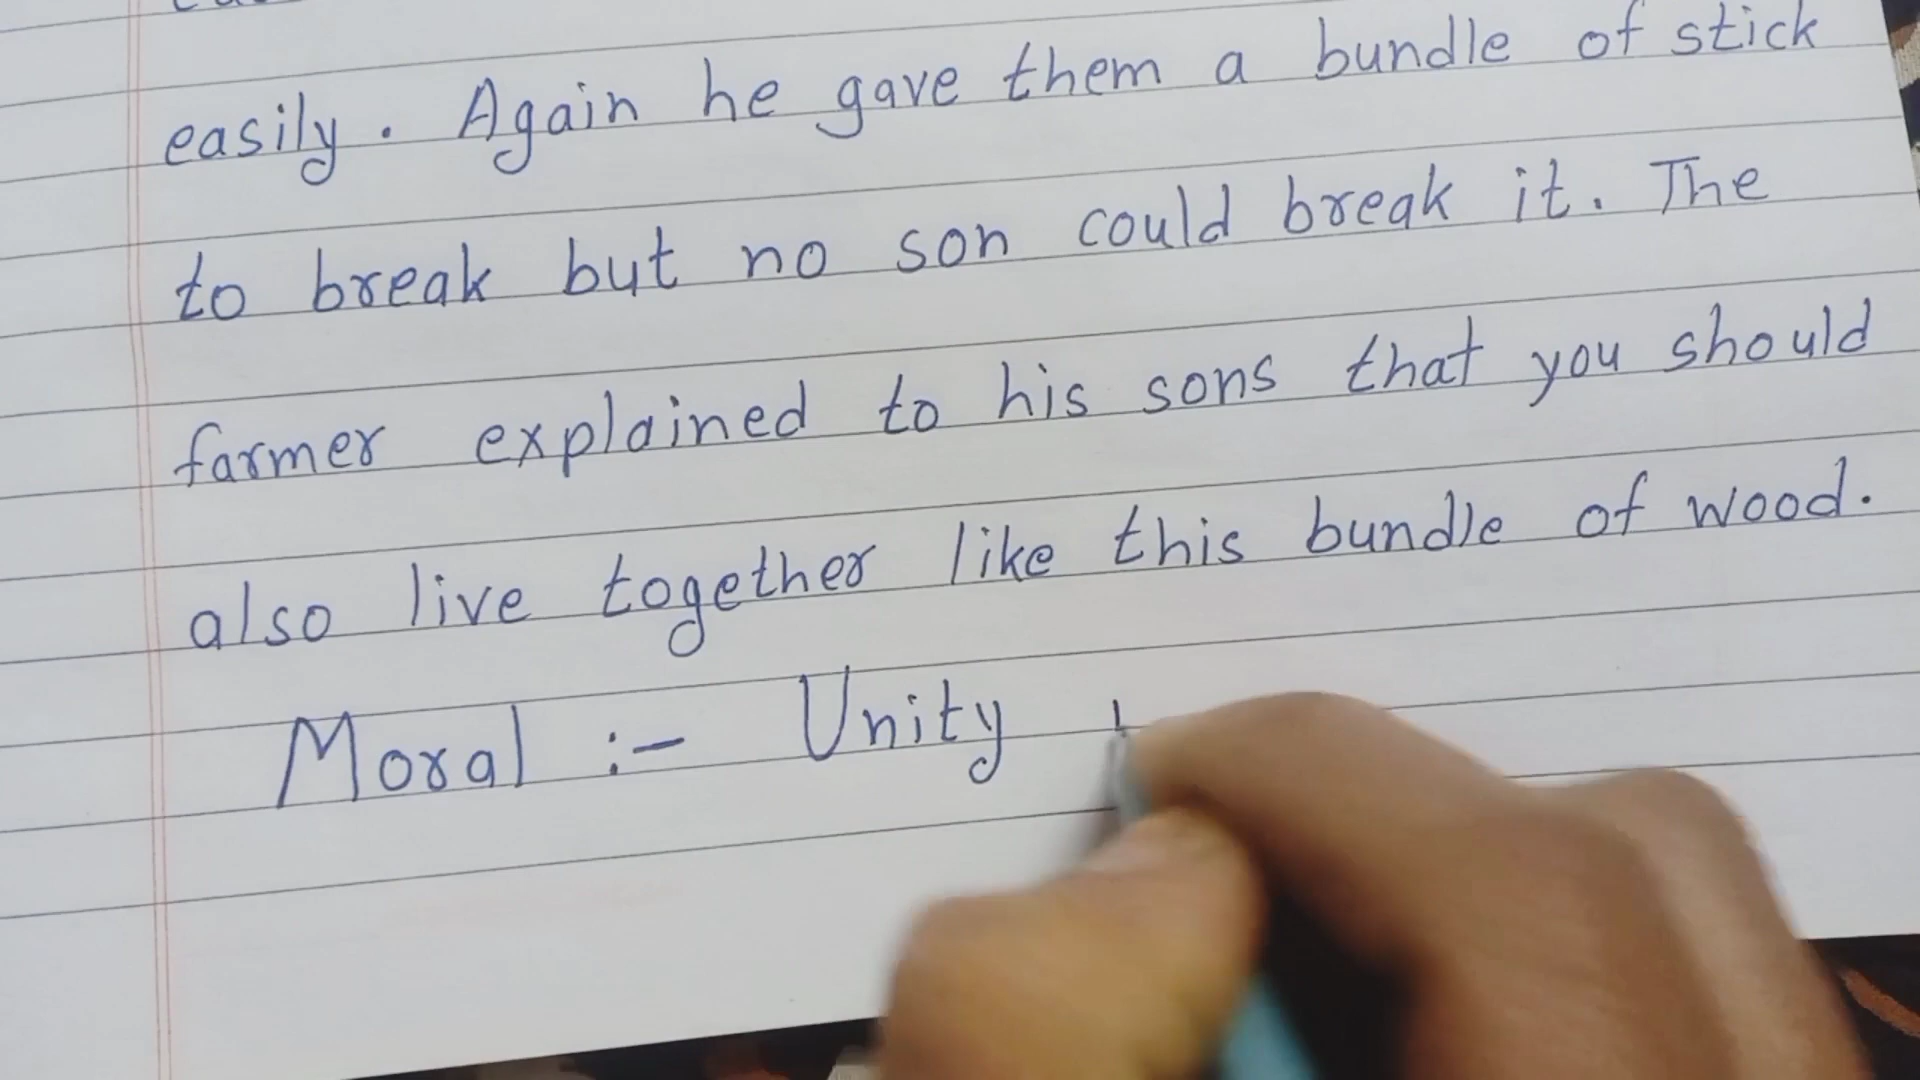 easily. Again he gave them a bundle of stick
to break but no son could break it. The
farmer explained to his sons that you should
also live together like this bundle of wood.
Moral :- Unity